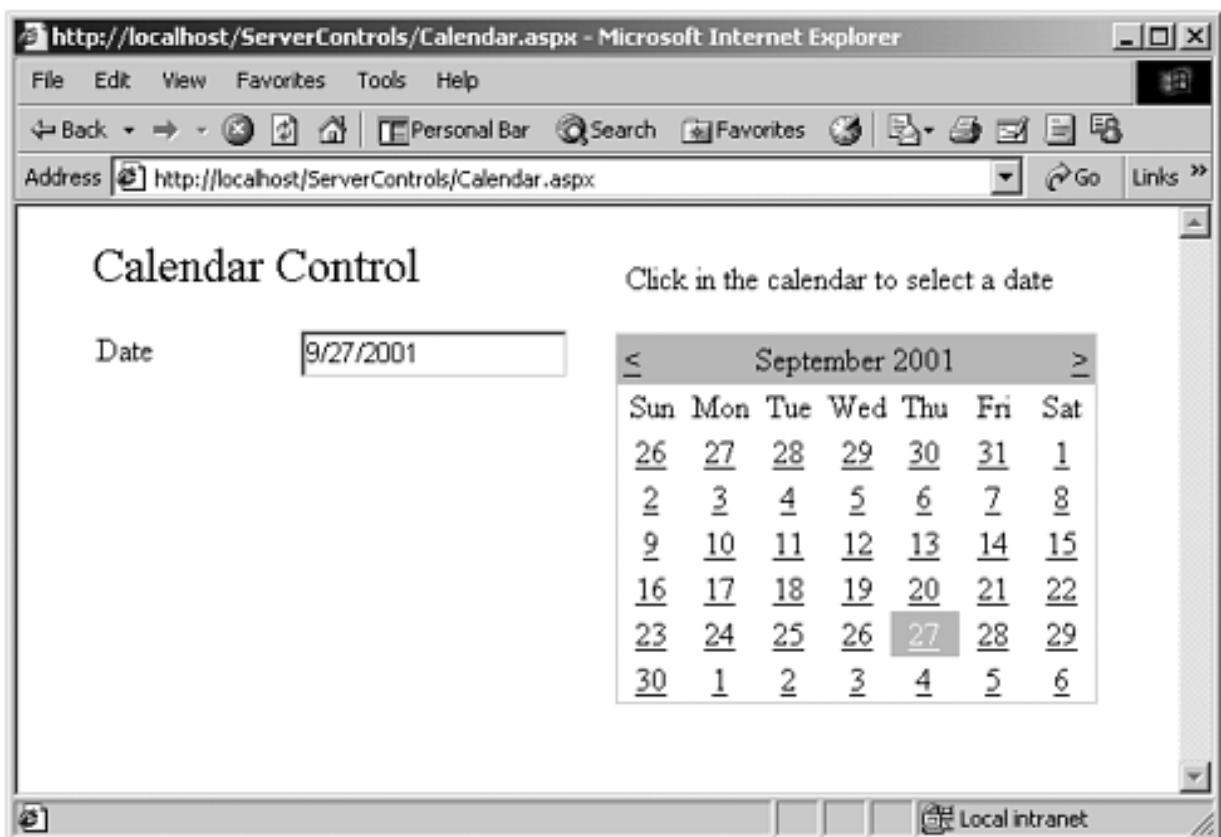 http://localhost/ServerControls/Calendar.aspx - Microsoft Internet Explorer
File Edit View Favorites Tools Help
Back Personal Bar Search Favorites
Address http://localhost/ServerControls/Calendar.aspx Go Links »
Calendar Control
Click in the calendar to select a date
Date 9/27/2001
< September 2001 >
Sun Mon Tue Wed Thu Fri Sat
26 27 28 29 30 31 1
2 3 4 5 6 7 8
9 10 11 12 13 14 15
16 17 18 19 20 21 22
23 24 25 26 27 28 29
30 1 2 3 4 5 6
Local intranet